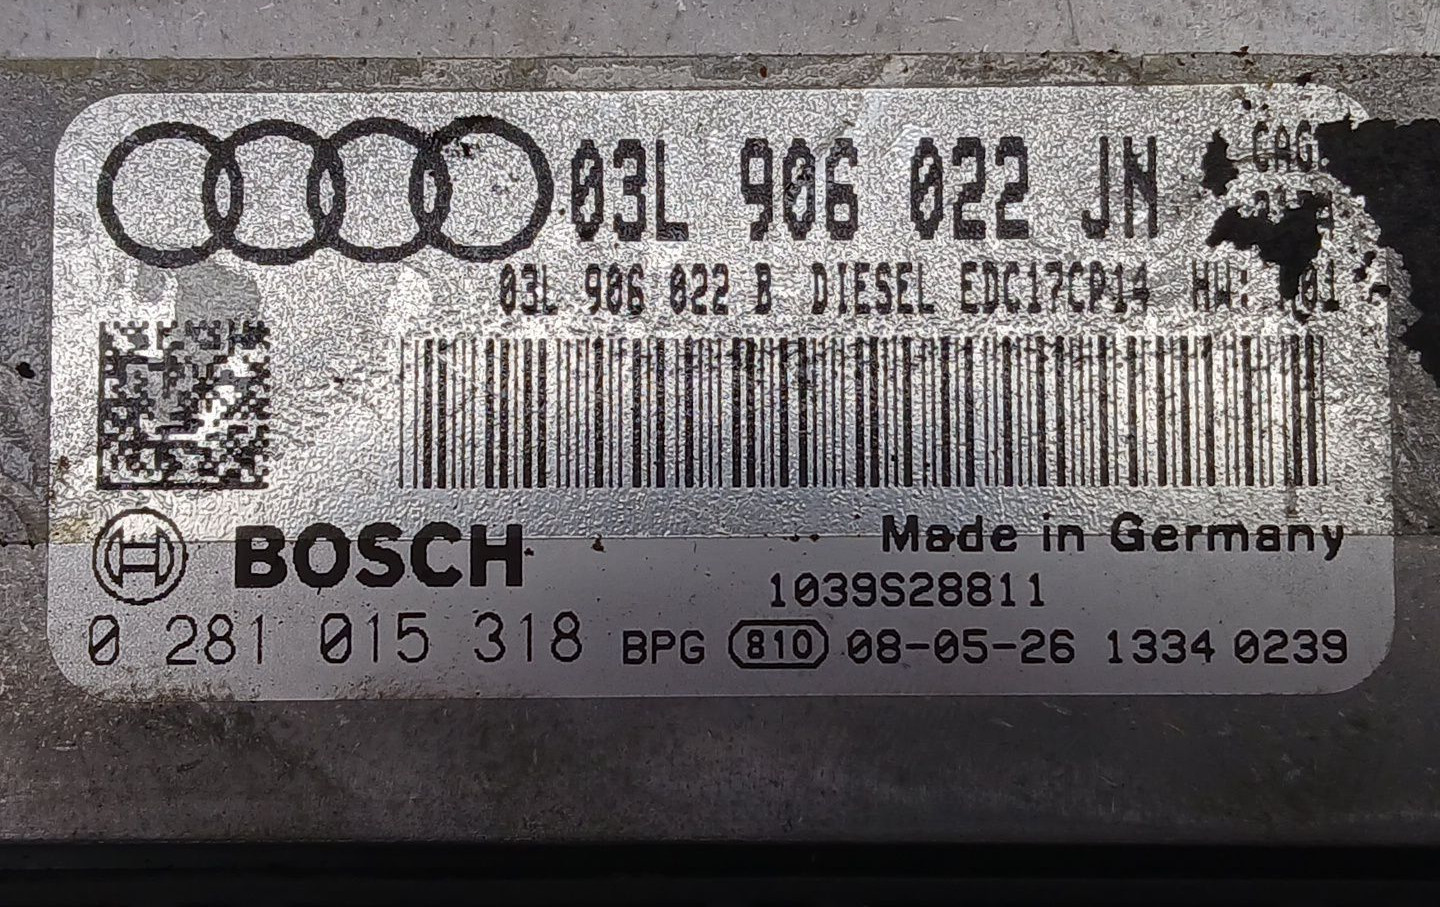 03L 906 022 JN
03L 906 022 B DIESEL EDC17CP14 HW:
BOSCH
Made in Germany
1039S28811
0 281 015 318 BPG 810 08-05-26 1334 0239